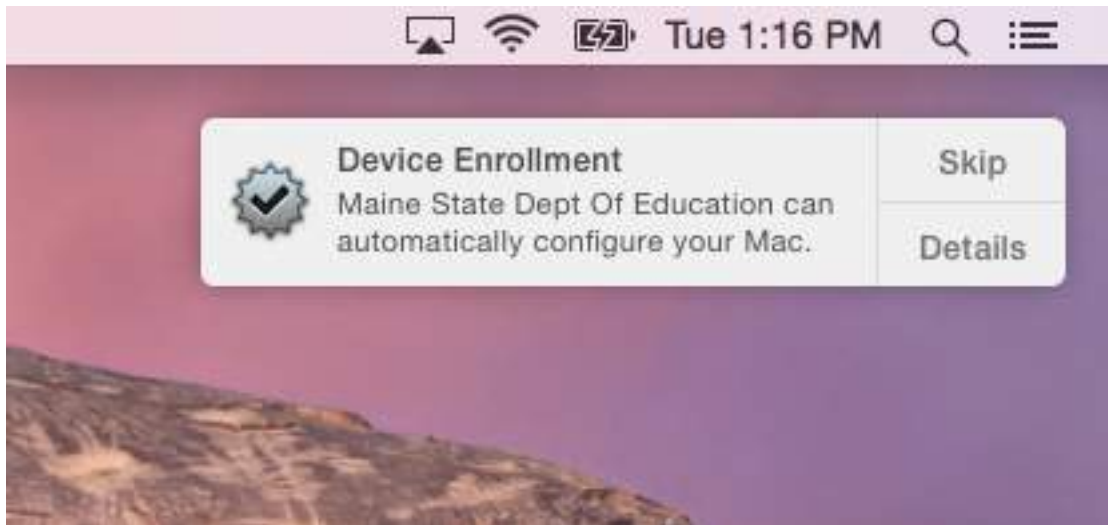 Tue 1:16 PM
Device Enrollment
Skip
Maine State Dept Of Education can
automatically configure your Mac.
Details